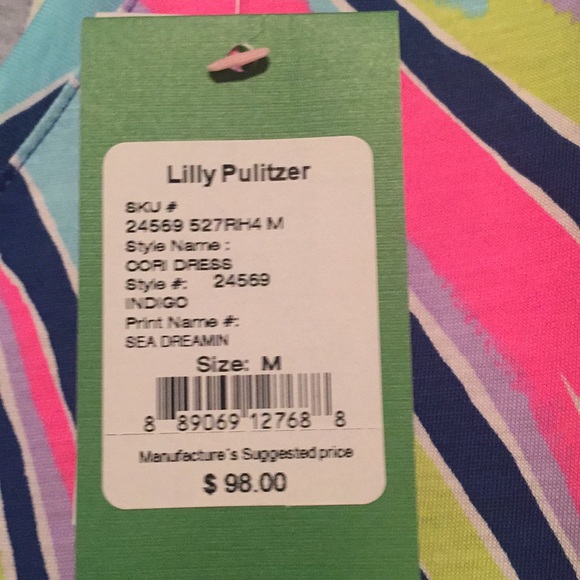 Lilly Pulitzer
SKU #
24569 527RH4 M
Style Name :
CORI DRESS
Style #: 24569
INDIGO
Print Name #:
SEA DREAMIN
Size: M
8 89069 12768 8
Manufacture's Suggested price
$ 98.00